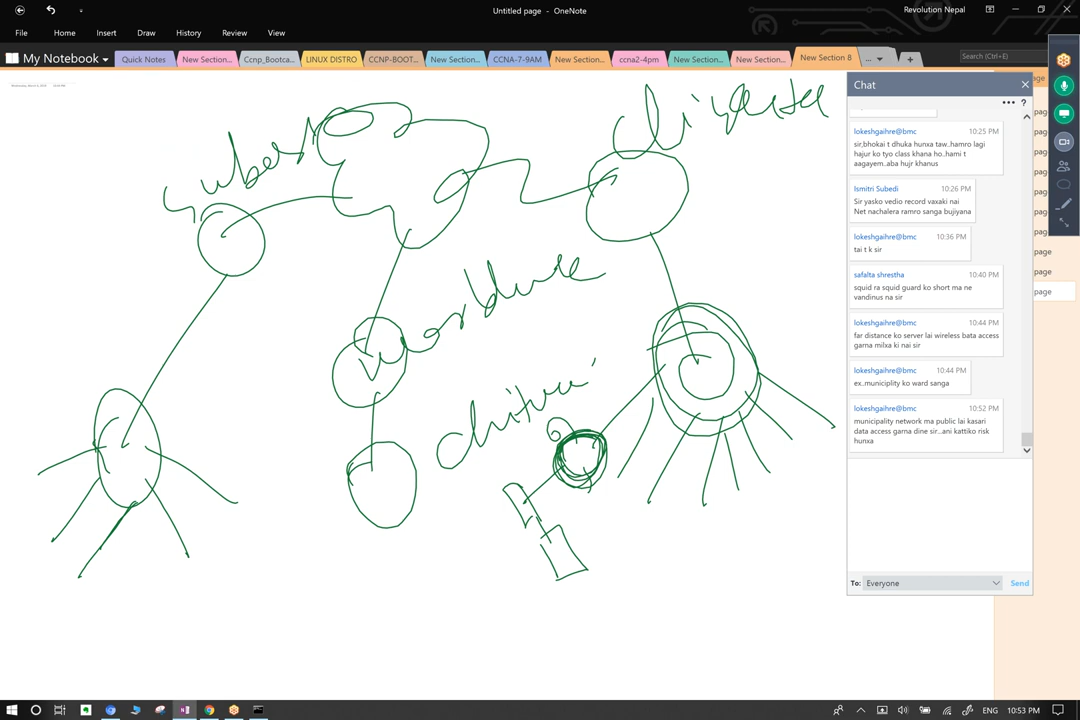 Untitled page - OneNote
Revolution Nepal
File Home Insert Draw History Review View
My Notebook
Quick Notes New Section... Ccnp_Bootca... LINUX DISTRO CCNP-BOOT... New Section... CCNA-7-9AM New Section... ccna2-4pm New Section... New Section... New Section 8 ...
Search (Ctrl+E)
Chat
lokeshgaihre@bmc 10:25 PM
sir,bhokai t dhuka hunxa taw..hamro lagi
hajur ko tyo class khana ho..hami t
aagayem..aba hujr khanus
Ismitri Subedi 10:26 PM
Sir yasko vedio record vaxaki nai
Net nachalera ramro sanga bujiyana
lokeshgaihre@bmc 10:36 PM
tai t k sir
safalta shrestha 10:40 PM
squid ra squid guard ko short ma ne
vandinus na sir
lokeshgaihre@bmc 10:44 PM
far distance ko server lai wireless bata access
garna milxa ki nai sir
lokeshgaihre@bmc 10:44 PM
ex..municiplity ko ward sanga
lokeshgaihre@bmc 10:52 PM
municipality network ma public lai kasari
data access garna dine sir...ani kattiko risk
hunxa
To: Everyone Send
page
page
page
ENG 10:53 PM